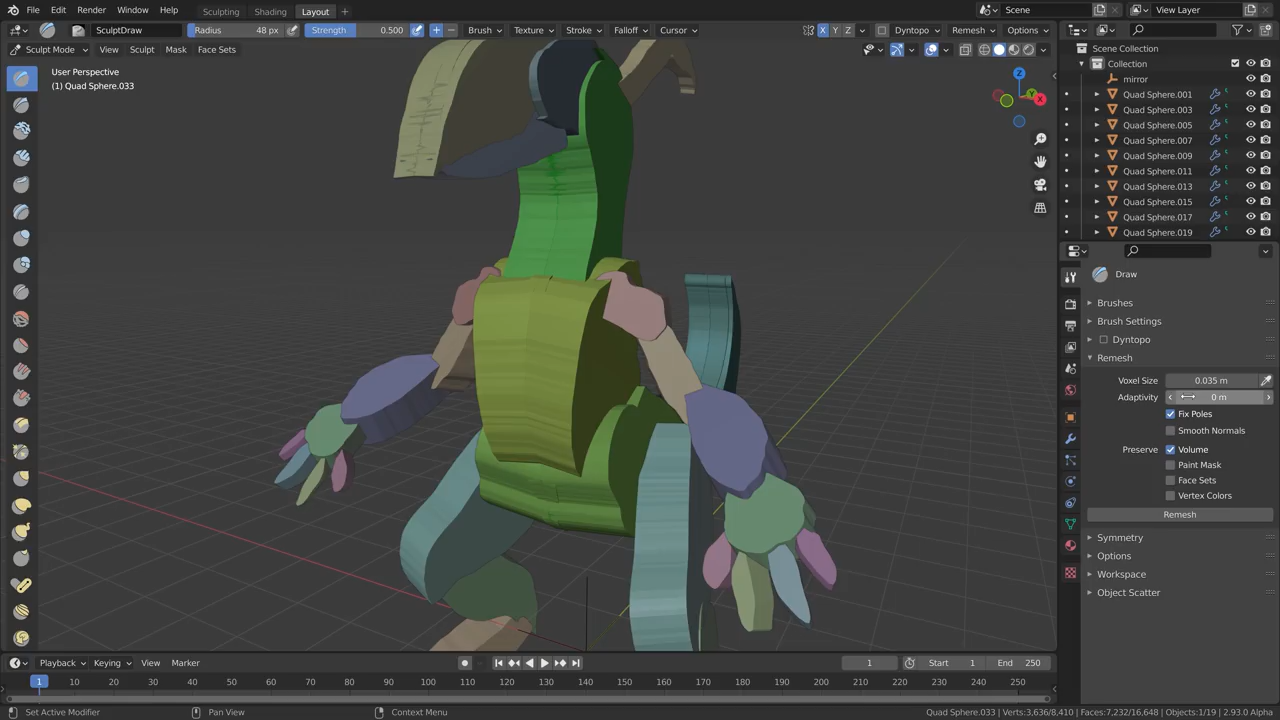 File Edit Render Window Help Sculpting Shading Layout + Scene View Layer
SculptDraw Radius 48 px Strength 0.500 Brush Texture Stroke Falloff Cursor X Y Z Dyntopo Remesh Options
Sculpt Mode View Sculpt Mask Face Sets
User Perspective
(1) Quad Sphere.033
Z
Y
X
Scene Collection
Collection
mirror
Quad Sphere.001
Quad Sphere.003
Quad Sphere.005
Quad Sphere.007
Quad Sphere.009
Quad Sphere.011
Quad Sphere.013
Quad Sphere.015
Quad Sphere.017
Quad Sphere.019
Draw
Brushes
Brush Settings
Dyntopo
Remesh
Voxel Size 0.035 m
Adaptivity 0 m
Fix Poles
Smooth Normals
Preserve Volume
Paint Mask
Face Sets
Vertex Colors
Remesh
Symmetry
Options
Workspace
Object Scatter
Playback Keying View Marker 1 Start 1 End 250
1 10 20 30 40 50 60 70 80 90 100 110 120 130 140 150 160 170 180 190 200 210 220 230 240 250
Set Active Modifier Pan View Context Menu Quad Sphere.033 | Verts:3,636/8,410 | Faces:7,232/16,648 | Objects:1/19 | 2.93.0 Alpha